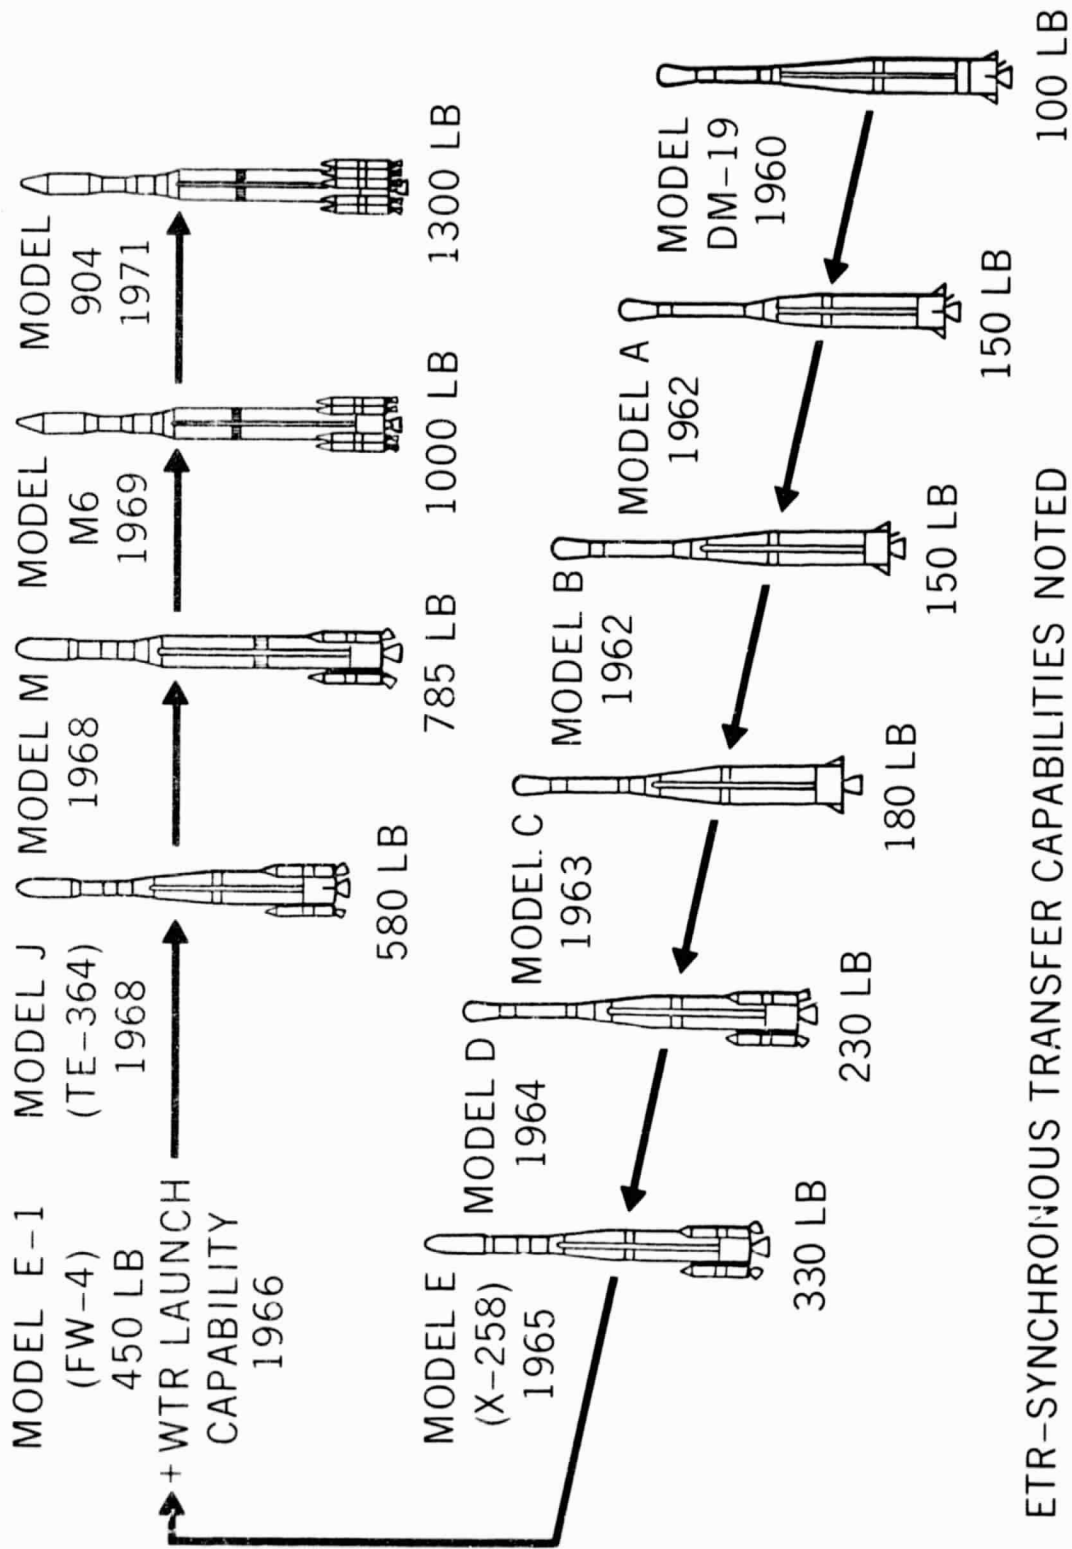 MODEL E-1
(FW-4)
450 LB
+ WTR LAUNCH
CAPABILITY
1966
MODEL J
(TE-364)
1968
580 LB
MODEL M
1968
785 LB
MODEL
M6
1969
1000 LB
MODEL
904
1971
1300 LB
MODEL E
(X-258)
1965
330 LB
MODEL D
1964
230 LB
MODEL C
1963
180 LB
MODEL B
1962
150 LB
MODEL A
1962
150 LB
MODEL
DM-19
1960
100 LB
ETR-SYNCHRONOUS TRANSFER CAPABILITIES NOTED